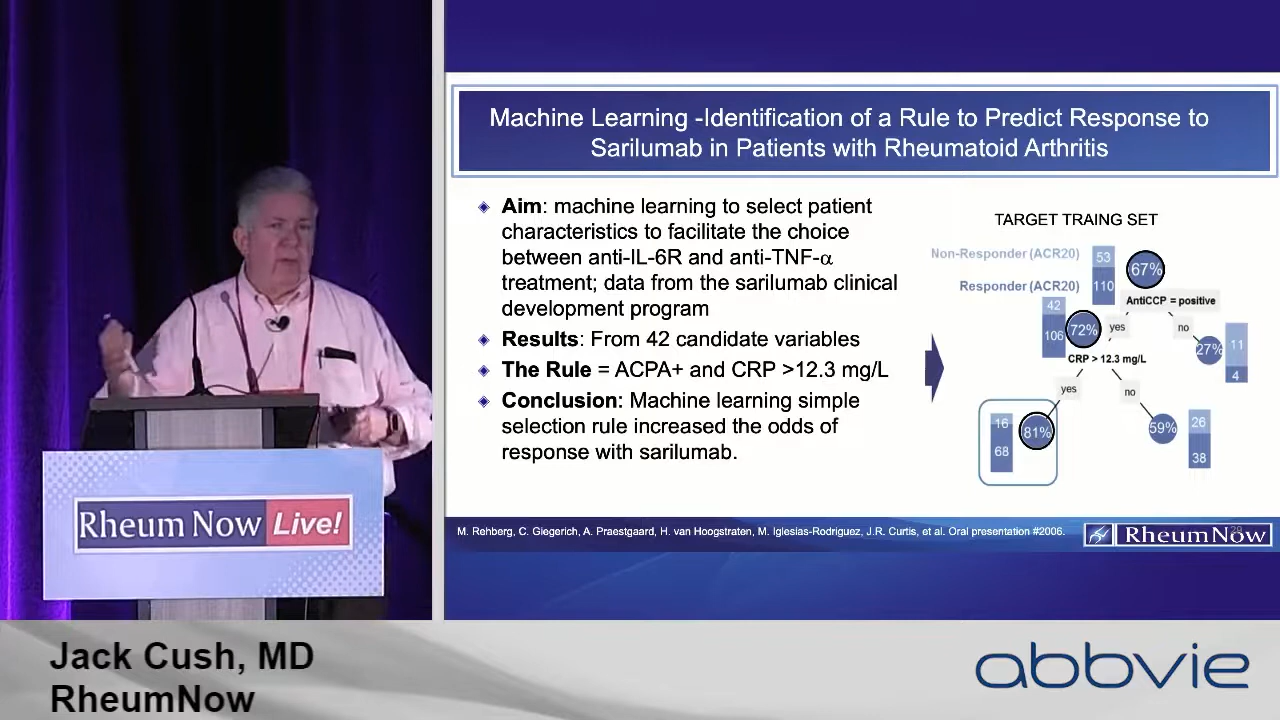 Machine Learning -Identification of a Rule to Predict Response to
Sarilumab in Patients with Rheumatoid Arthritis
Aim: machine learning to select patient
characteristics to facilitate the choice
between anti-IL-6R and anti-TNF-α
treatment; data from the sarilumab clinical
development program
Results: From 42 candidate variables
The Rule = ACPA+ and CRP >12.3 mg/L
Conclusion: Machine learning simple
selection rule increased the odds of
response with sarilumab.
TARGET TRAING SET
Non-Responder (ACR20)
53
67%
Responder (ACR20)
110
AntiCCP = positive
42
106
72%
yes
no
27%
11
4
CRP > 12.3 mg/L
yes
no
16
68
81%
59%
26
38
M. Rehberg, C. Giegerich, A. Praestgaard, H. van Hoogstraten, M. Iglesias-Rodriguez, J.R. Curtis, et al. Oral presentation #2006.
29
RheumNow
Rheum Now Live!
Jack Cush, MD
RheumNow
abbvie